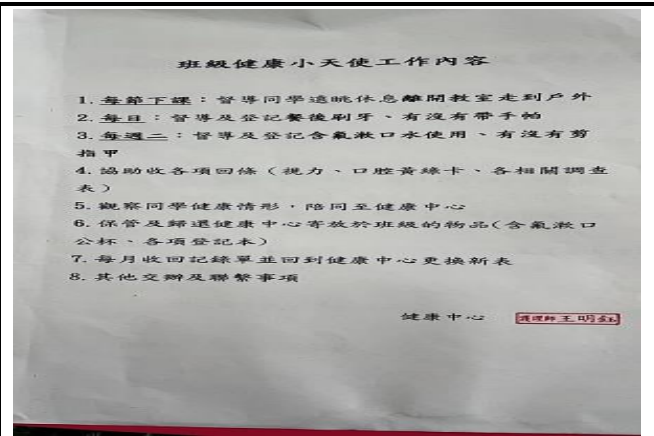 班級健康小天使工作內容
1. 每節下課：督導同學遠眺休息離開教室走到戶外
2. 每日：督導及登記餐後刷牙、有沒有帶手帕
3. 每週二：督導及登記含氟漱口水使用、有沒有剪
指甲
4. 協助收各項回條（視力、口腔黃綠卡、各相關調查
表）
5. 觀察同學健康情形，陪同至健康中心
6. 保管及歸還健康中心寄放於班級的物品(含氟漱口
公杯、各項登記本)
7. 每月收回記錄單並回到健康中心更換新表
8. 其他交辦及聯繫事項
健康中心 護理師王明鈺